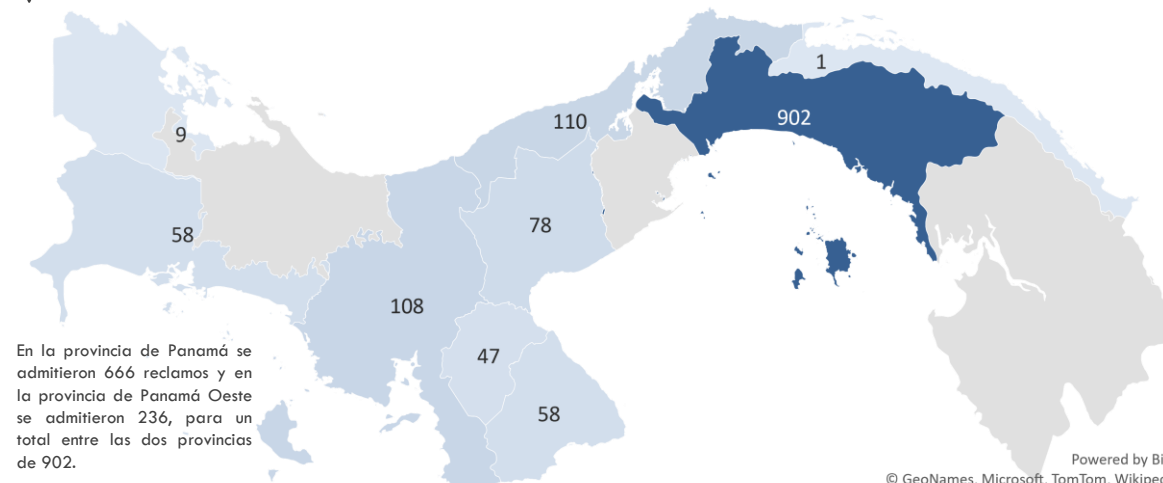 1
902
110
9
78
58
108
47
58
En la provincia de Panamá se
admitieron 666 reclamos y en
la provincia de Panamá Oeste
se admitieron 236, para un
total entre las dos provincias
de 902.
Powered by Bi
© GeoNames, Microsoft, TomTom, Wikiped